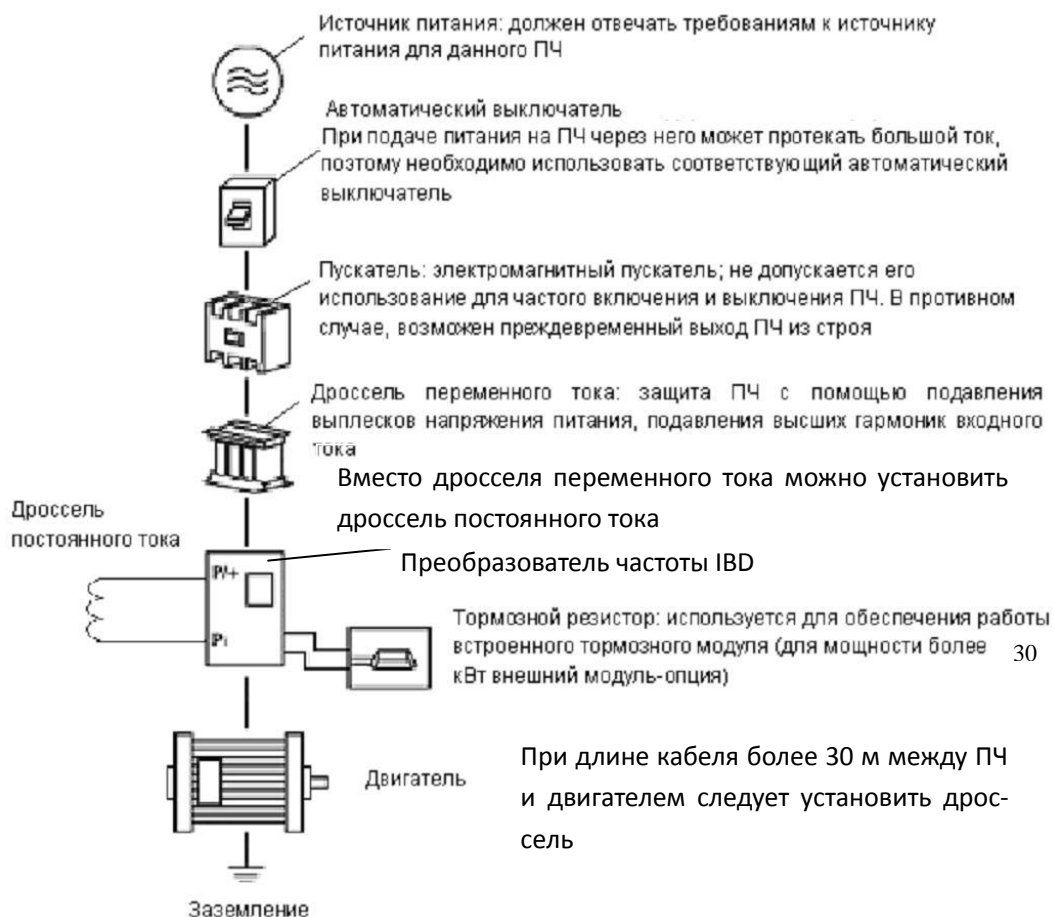 Источник питания: должен отвечать требованиям к источнику
питания для данного ПЧ
Автоматический выключатель
При подаче питания на ПЧ через него может протекать большой ток,
поэтому необходимо использовать соответствующий автоматический
выключатель
Пускатель: электромагнитный пускатель; не допускается его
использование для частого включения и выключения ПЧ. В противном
случае, возможен преждевременный выход ПЧ из строя
Дроссель переменного тока: защита ПЧ с помощью подавления
выплесков напряжения питания, подавления высших гармоник входного
тока
Вместо дросселя переменного тока можно установить
дроссель постоянного тока
Дроссель
постоянного тока
Преобразователь частоты IBD
P/+
P1
Тормозной резистор: используется для обеспечения работы
встроенного тормозного модуля (для мощности более 30
кВт внешний модуль-опция)
Двигатель
При длине кабеля более 30 м между ПЧ
и двигателем следует установить дрос-
сель
Заземление